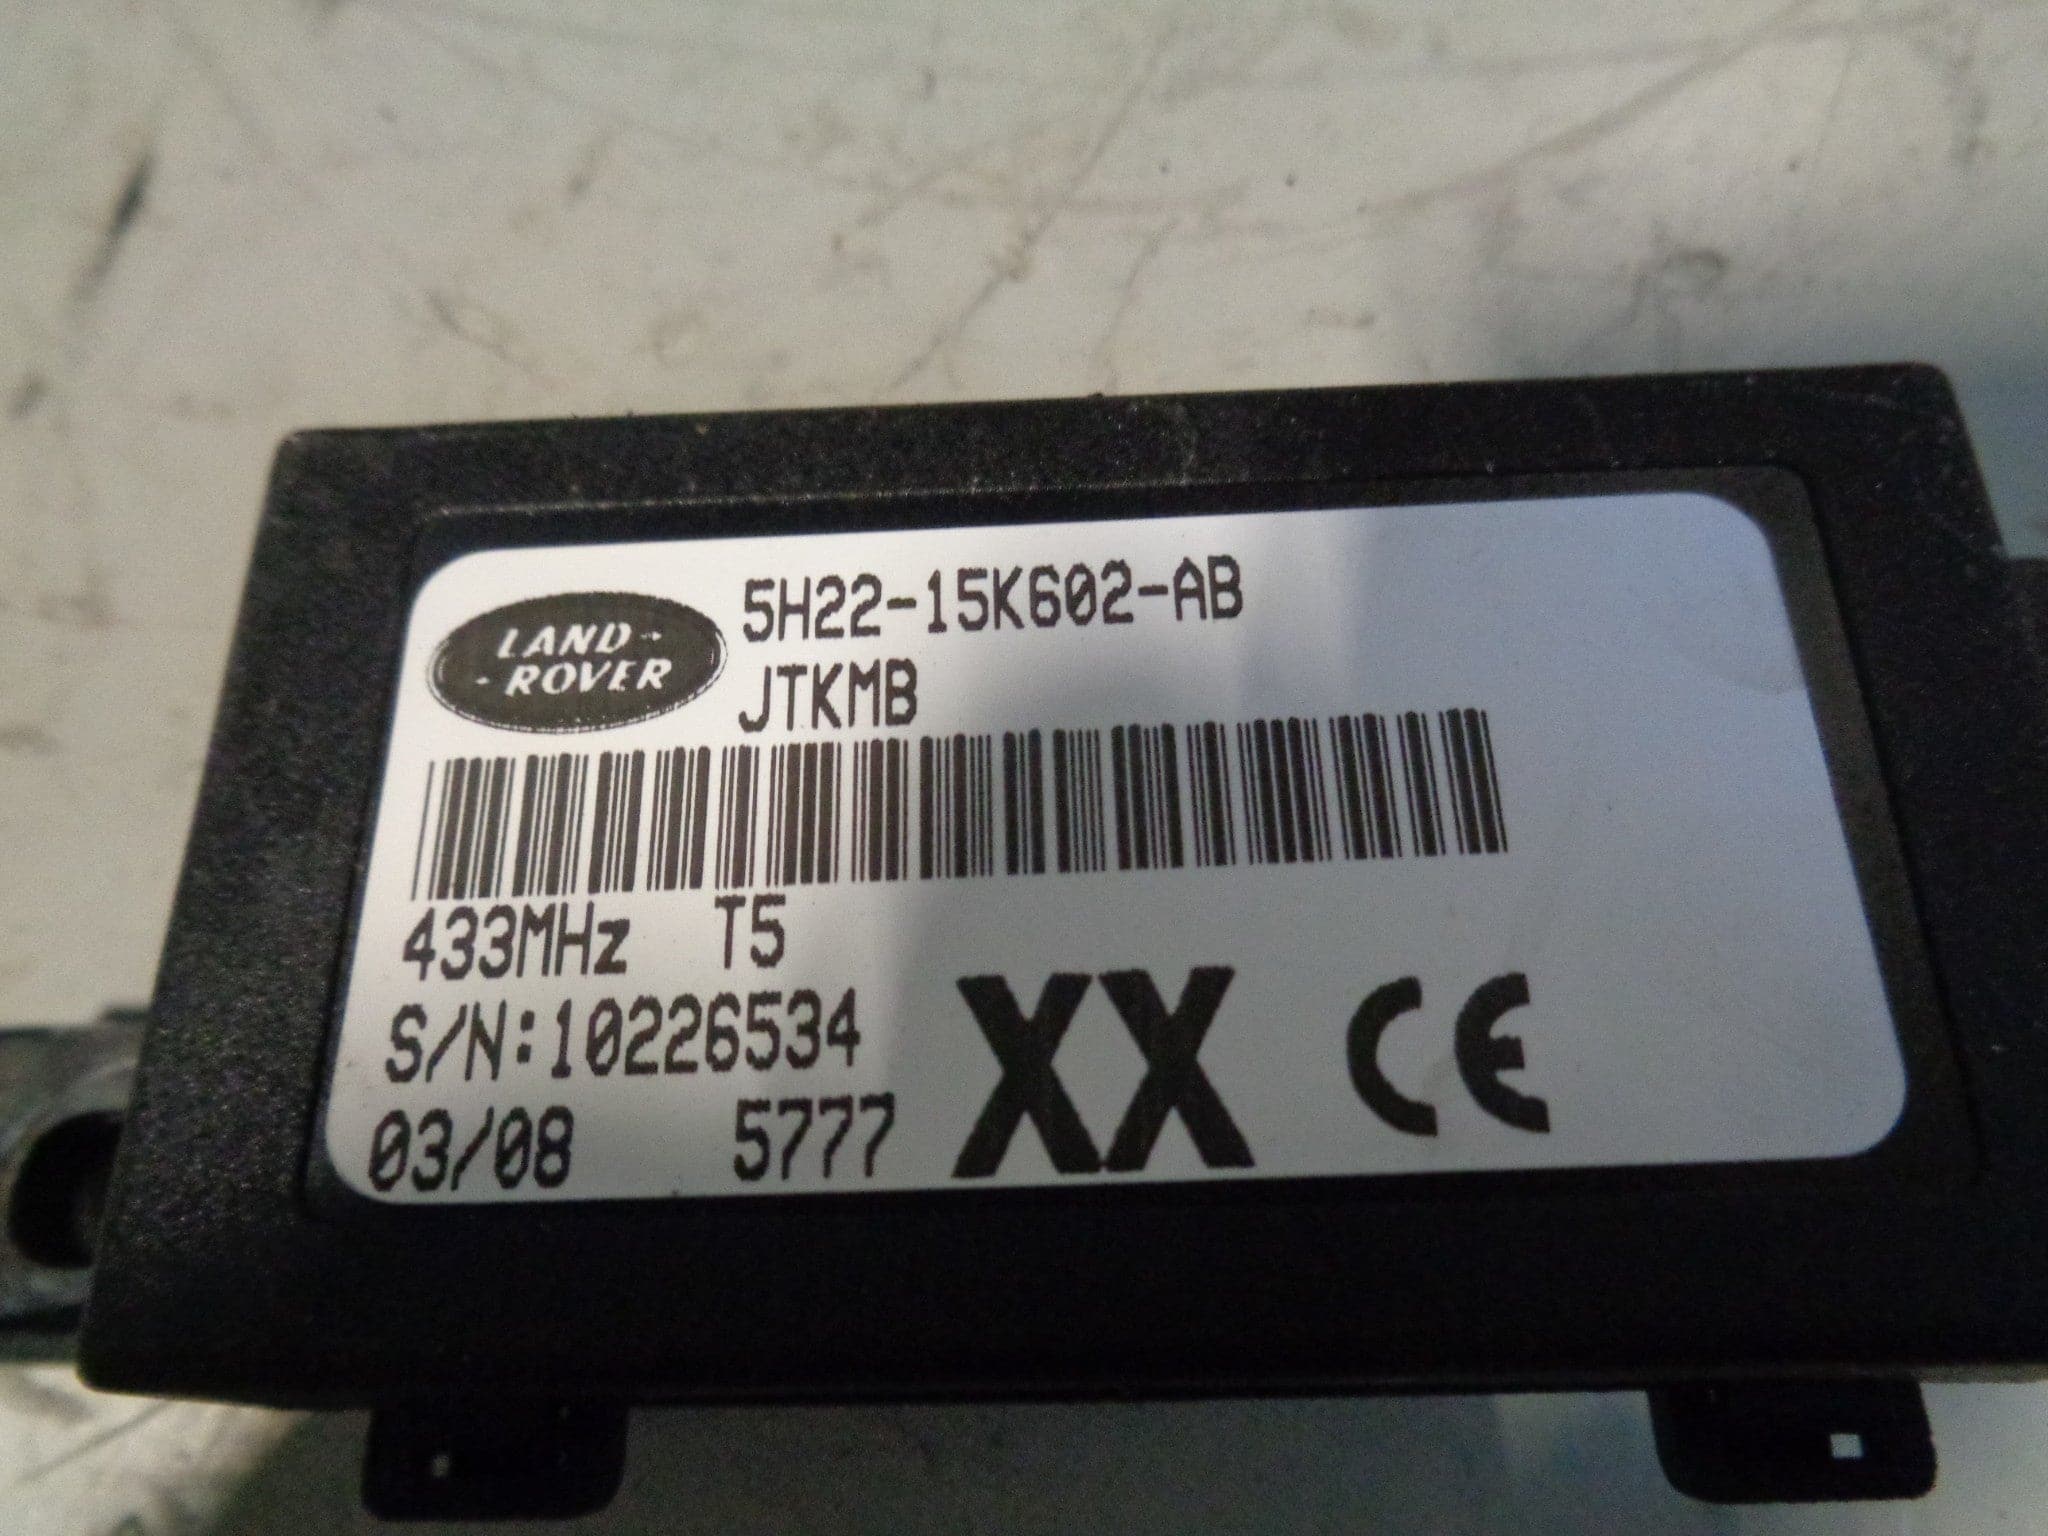 LAND-
-ROVER
5H22-15K602-AB
JTKMB
433MHz T5
S/N:10226534
03/08 5777
XX CE